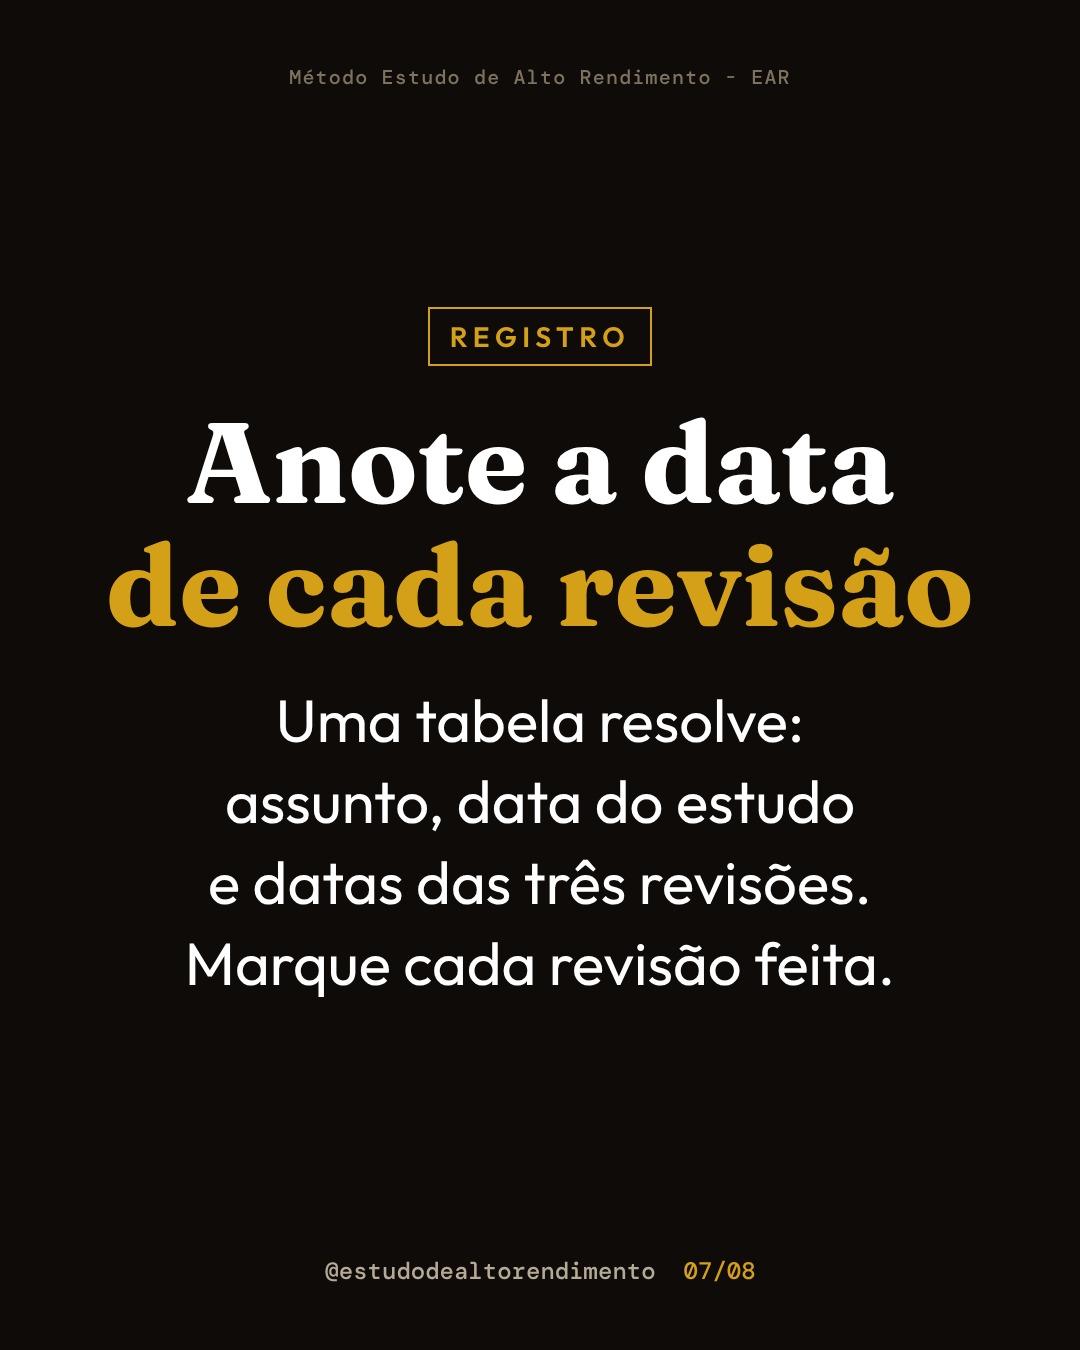 Método Estudo de Alto Rendimento - EAR
REGISTRO
Anote a data
de cada revisão
Uma tabela resolve:
assunto, data do estudo
e datas das três revisões.
Marque cada revisão feita.
@estudodealtorendimento 07/08